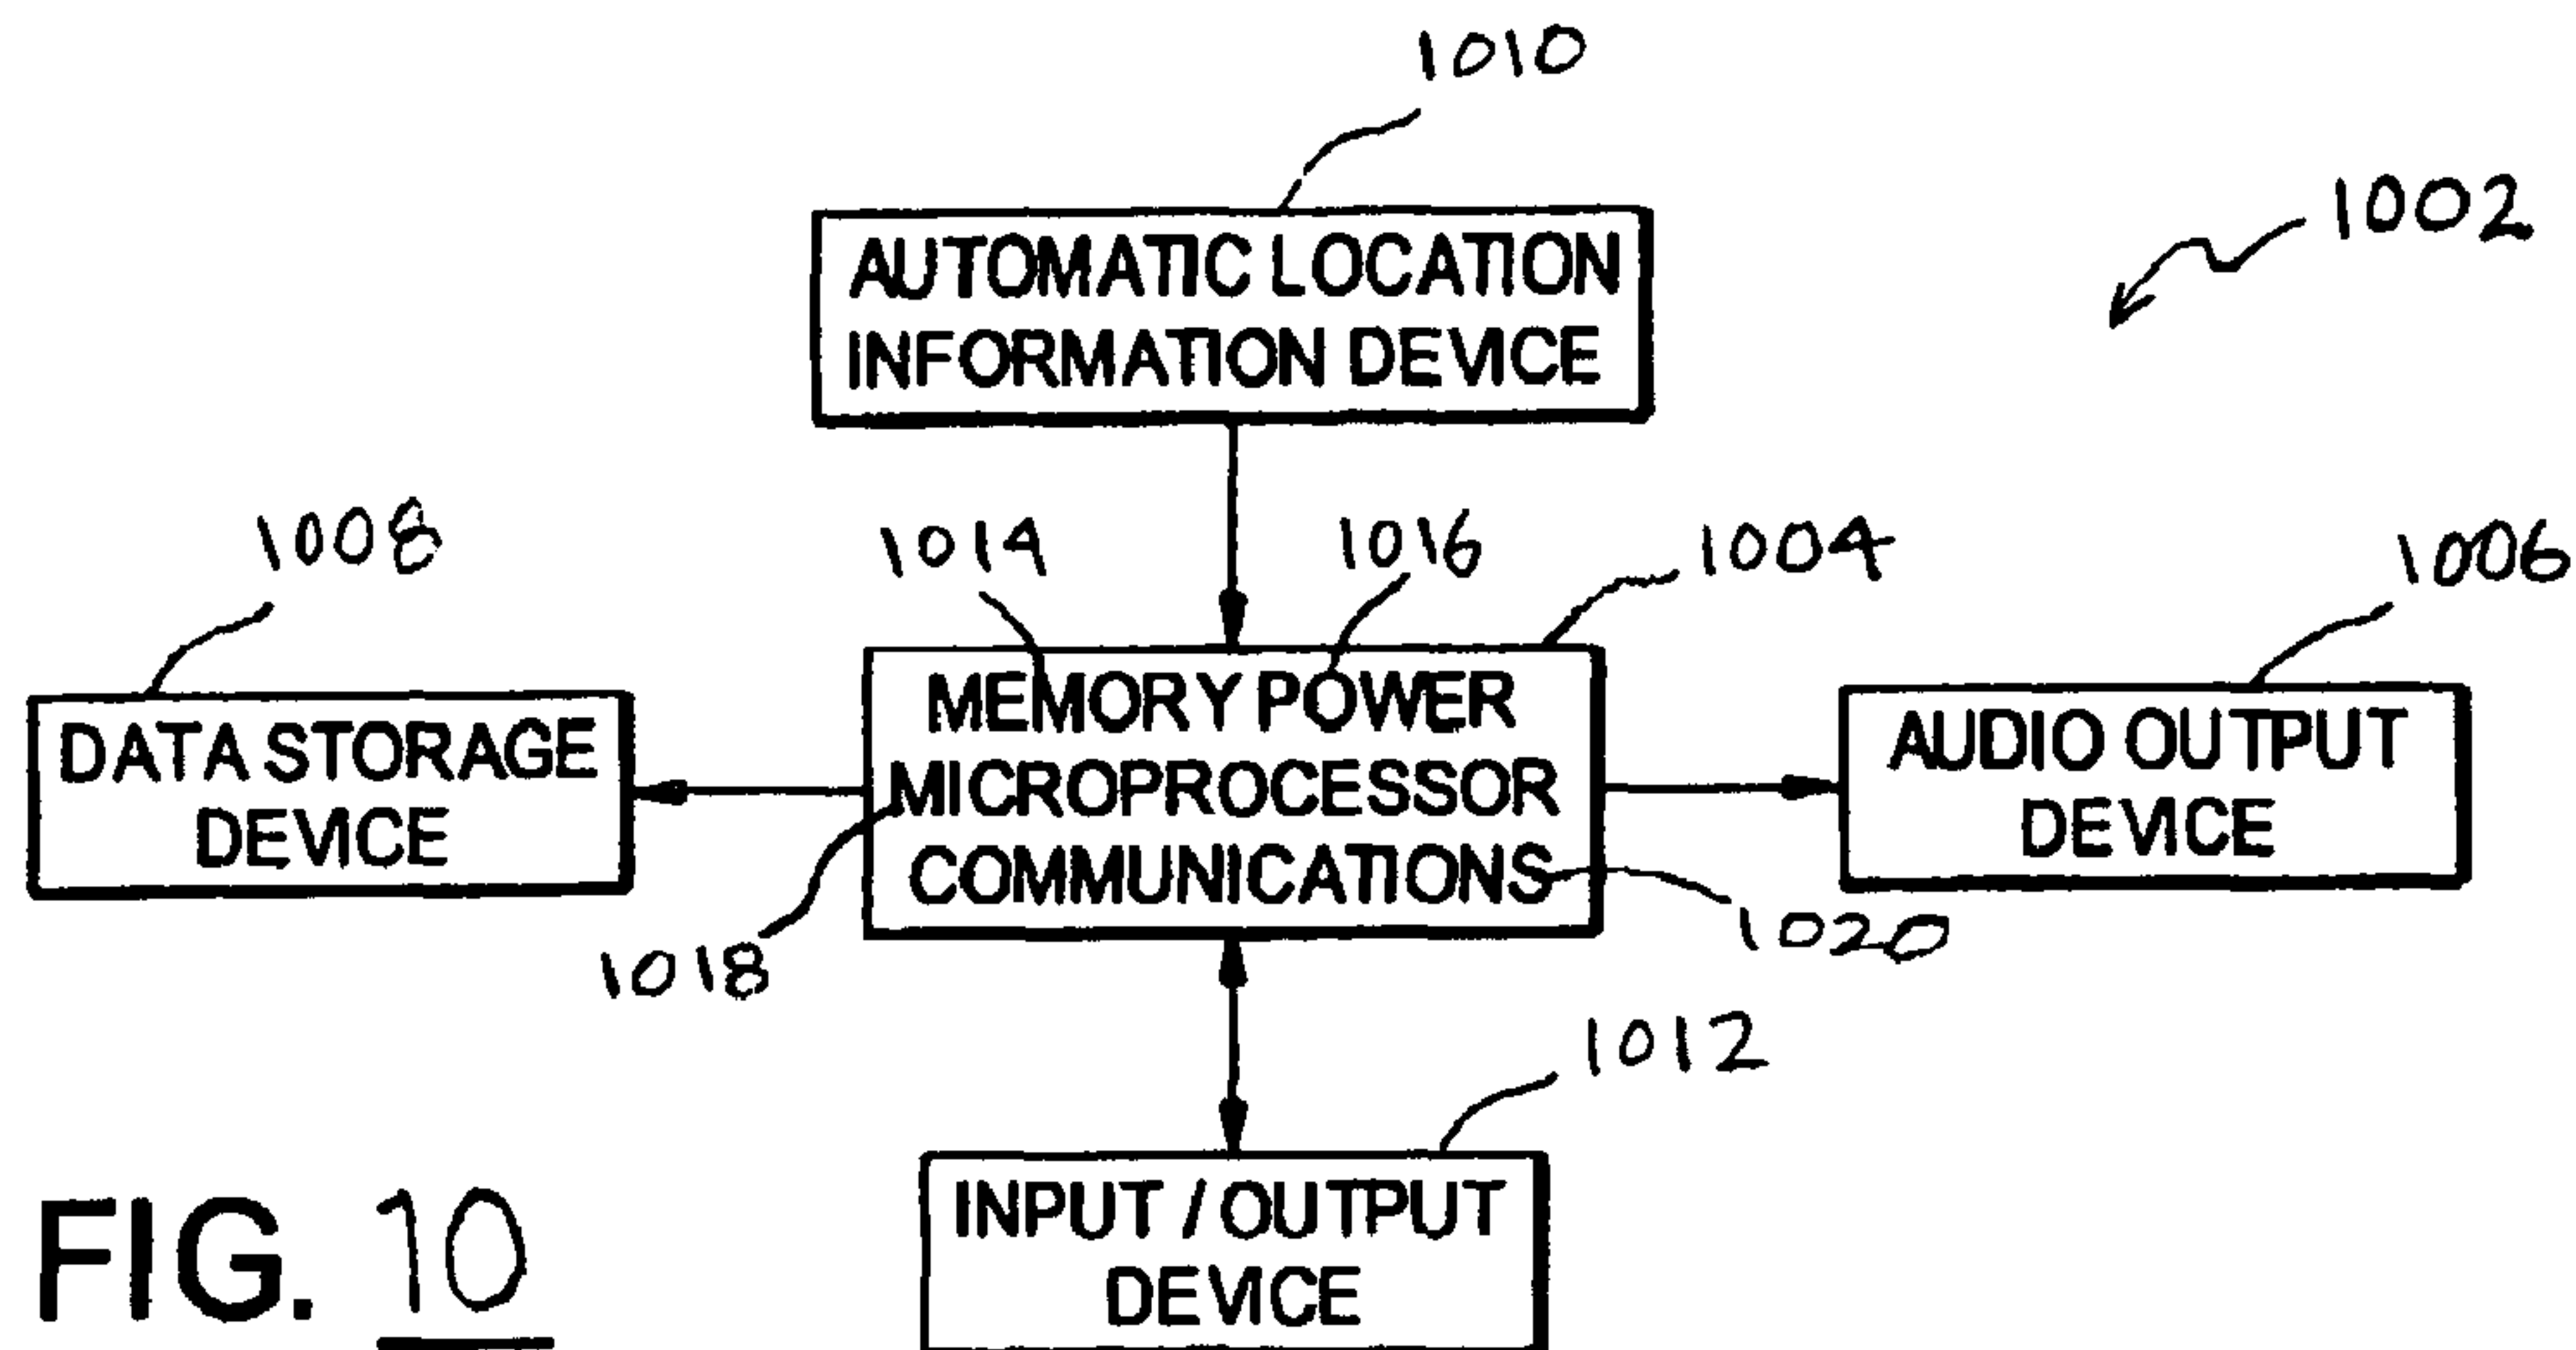 1010
1002
AUTOMATIC LOCATION
INFORMATION DEVICE
1008
1014
1016
1004
1006
DATA STORAGE
DEVICE
MEMORY POWER
MICROPROCESSOR
COMMUNICATIONS
AUDIO OUTPUT
DEVICE
1018
1020
1012
INPUT / OUTPUT
DEVICE
FIG. 10